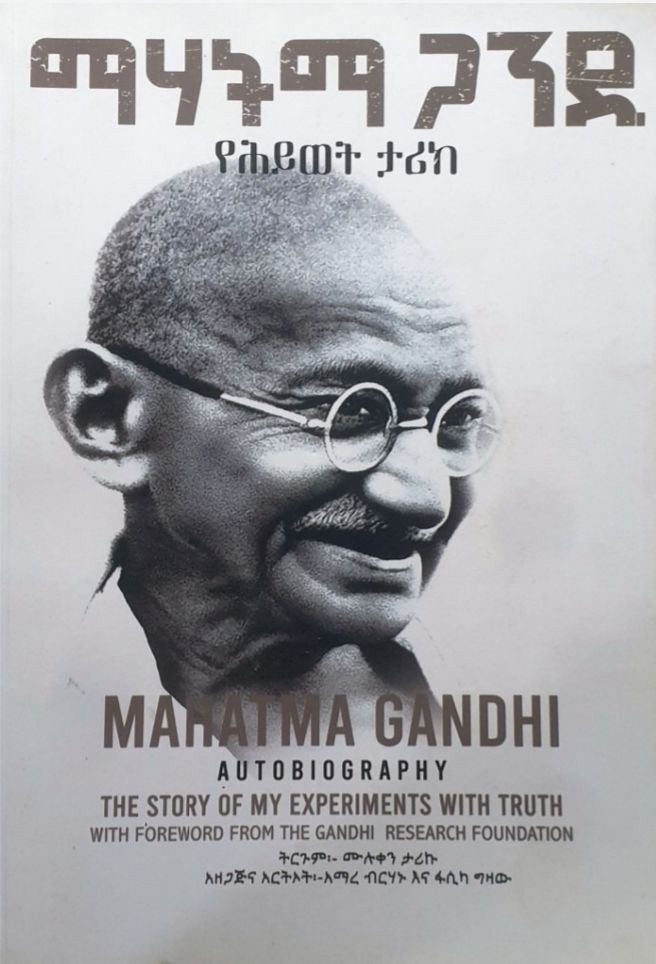 ማሃትማ ጋንዲ
የሕይወት ታሪክ
MAHATMA GANDHI
AUTOBIOGRAPHY
THE STORY OF MY EXPERIMENTS WITH TRUTH
WITH FOREWORD FROM THE GANDHI RESEARCH FOUNDATION
ትርጉም፡- ሙሉቀን ታሪኩ
አዘጋጅና አርትኦት፡-አማረ ብርሃኑ እና ፋሲካ ግዛው